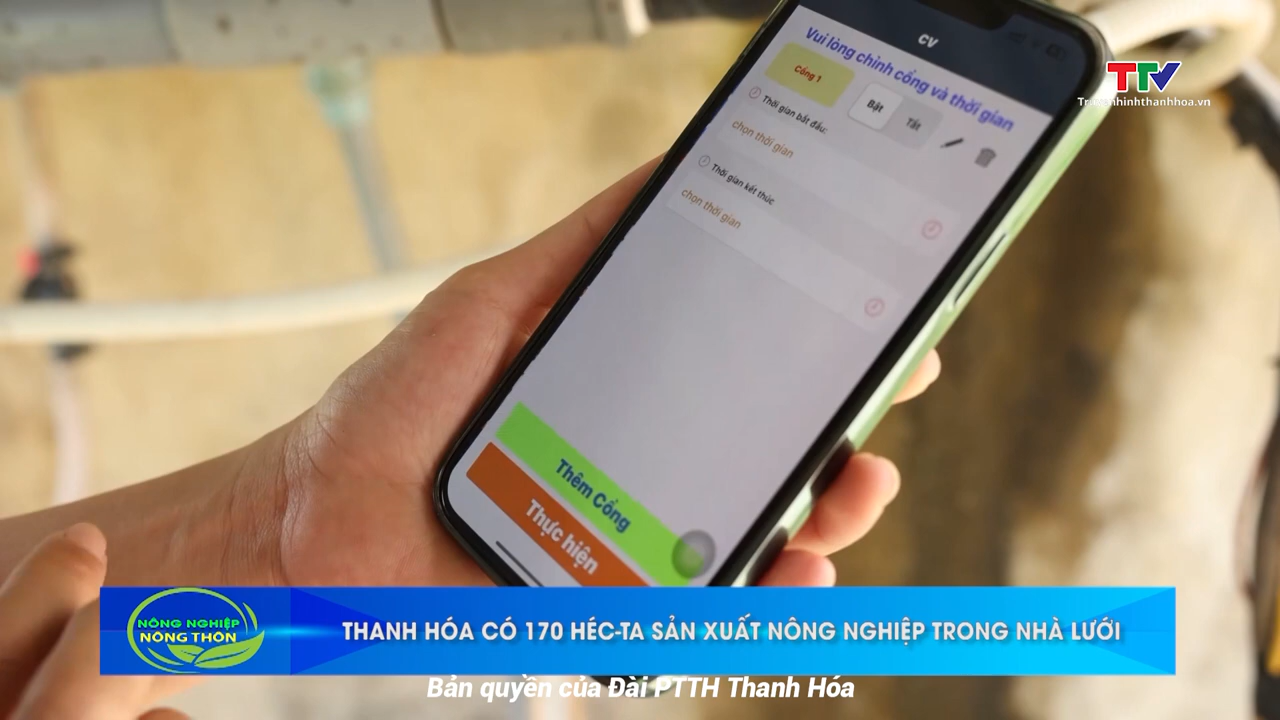 CV
TTV
Truyenhinhthanhhoa.vn
Vui lòng chỉnh cổng và thời gian
Cổng 1
Bật
Tắt
Thời gian bắt đầu:
chọn thời gian
Thời gian kết thúc
chọn thời gian
Thêm Cổng
Thực hiện
NÔNG NGHIỆP
NÔNG THÔN
THANH HÓA CÓ 170 HÉC-TA SẢN XUẤT NÔNG NGHIỆP TRONG NHÀ LƯỚI
Bản quyền của Đài PTTH Thanh Hóa